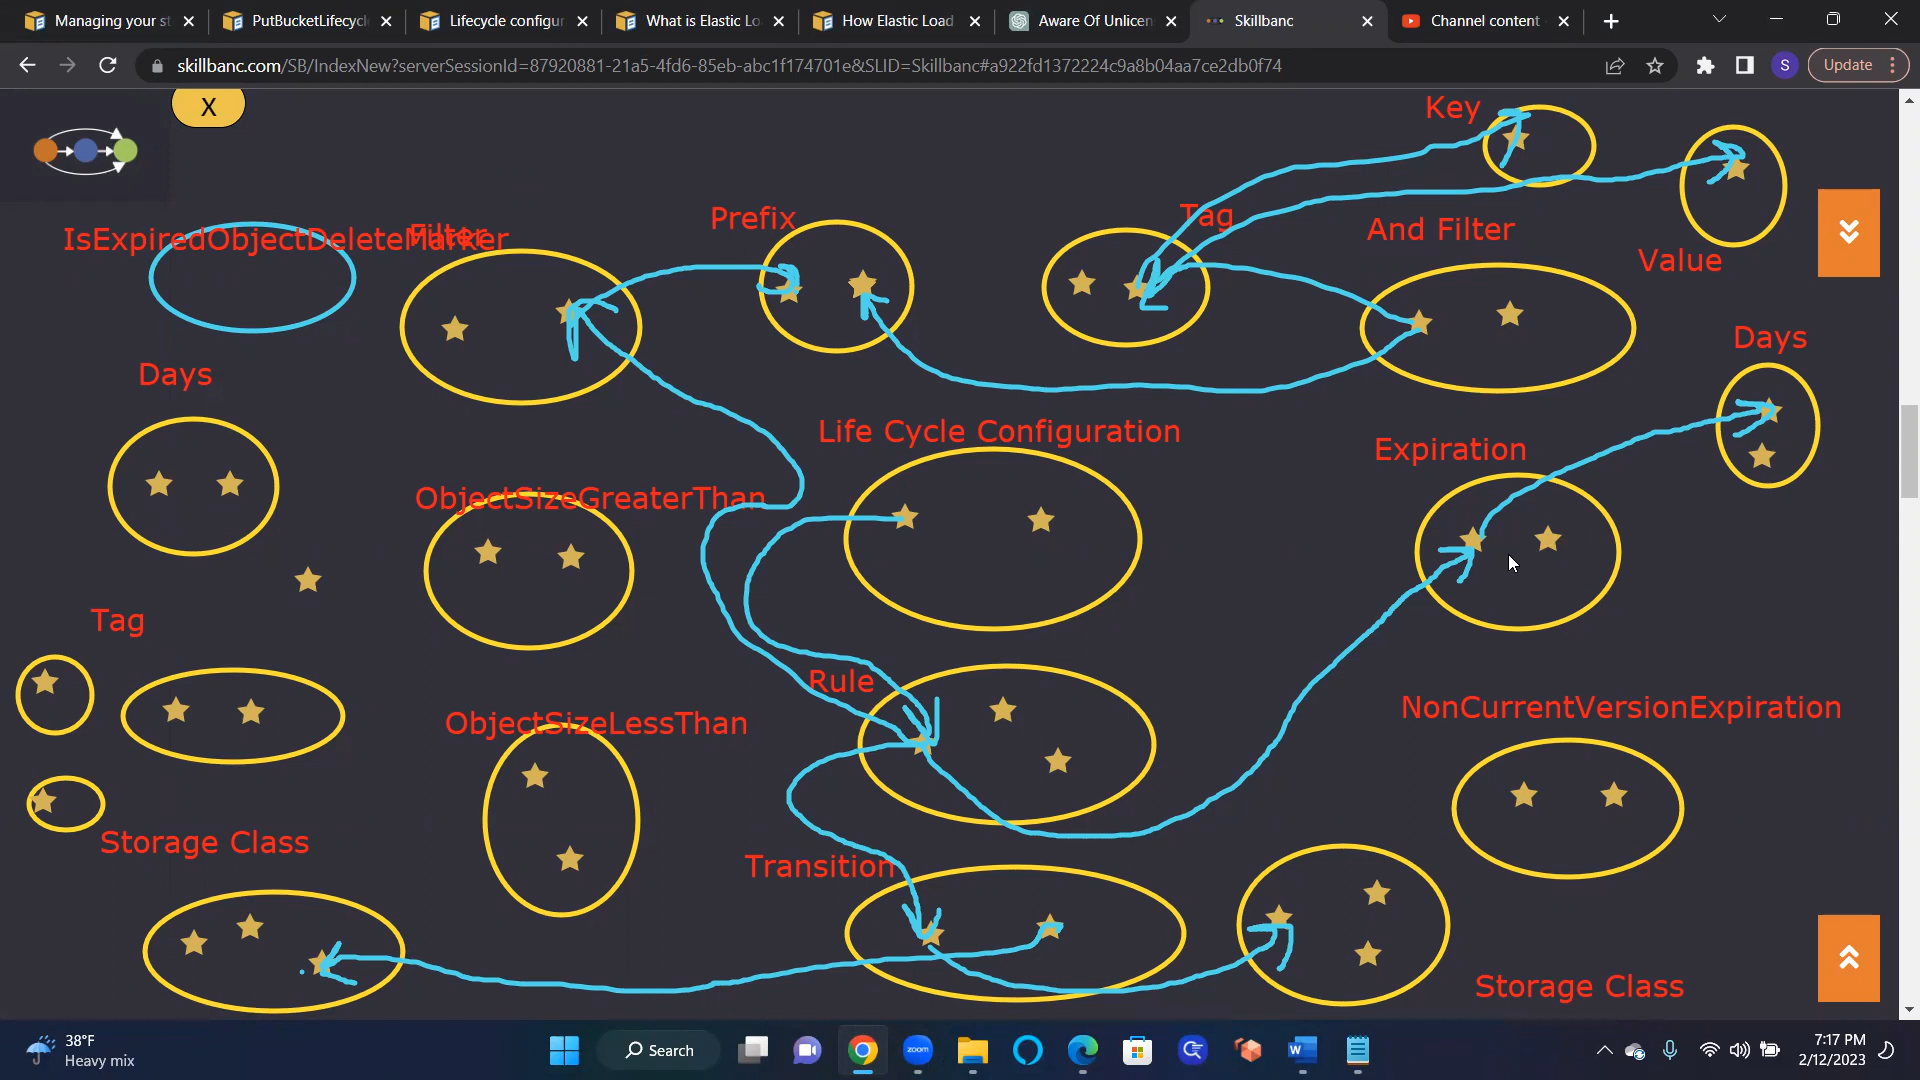 Managing your st
PutBucketLifecycl
Lifecycle configur
What is Elastic Lo
How Elastic Load
Aware Of Unlicen
Skillbanc
Channel content
skillbanc.com/SB/IndexNew?serverSessionId=87920881-21a5-4fd6-85eb-abc1f174701e&SLID=Skillbanc#a922fd1372224c9a8b04aa7ce2db0f74
S
Update
X
Key
Prefix
Tag
And Filter
IsExpiredObjectDeleteMarker
Filter
Value
Days
Days
Life Cycle Configuration
Expiration
ObjectSizeGreaterThan
Tag
Rule
NonCurrentVersionExpiration
ObjectSizeLessThan
Storage Class
Transition
Storage Class
38°F
Heavy mix
Search
zoom
W
7:17 PM
2/12/2023